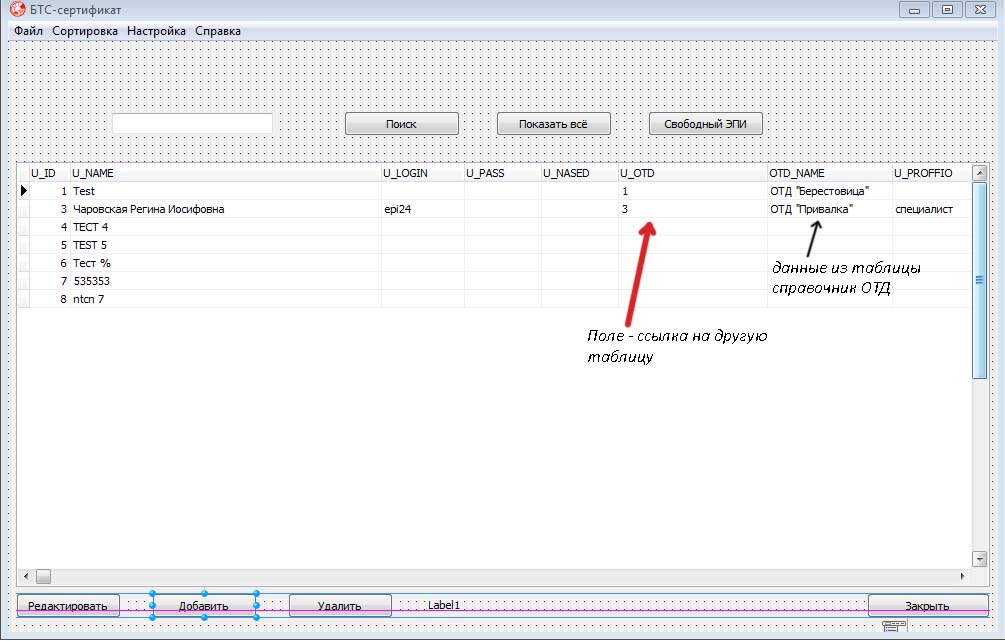 БТС-сертификат
Файл Сортировка Настройка Справка
Поиск Показать всё Свободный ЭПИ
U_ID U_NAME U_LOGIN U_PASS U_NASED U_OTD OTD_NAME U_PROFFIO
1 Test 1 ОТД "Берестовица"
3 Чаровская Регина Иосифовна epi24 3 ОТД "Привалка" специалист
4 ТЕСТ 4
5 TEST 5
6 Тест %
7 535353
8 ntcn 7
данные из таблицы
справочник ОТД
Поле - ссылка на другую
таблицу
Редактировать Добавить Удалить Label1 Закрыть